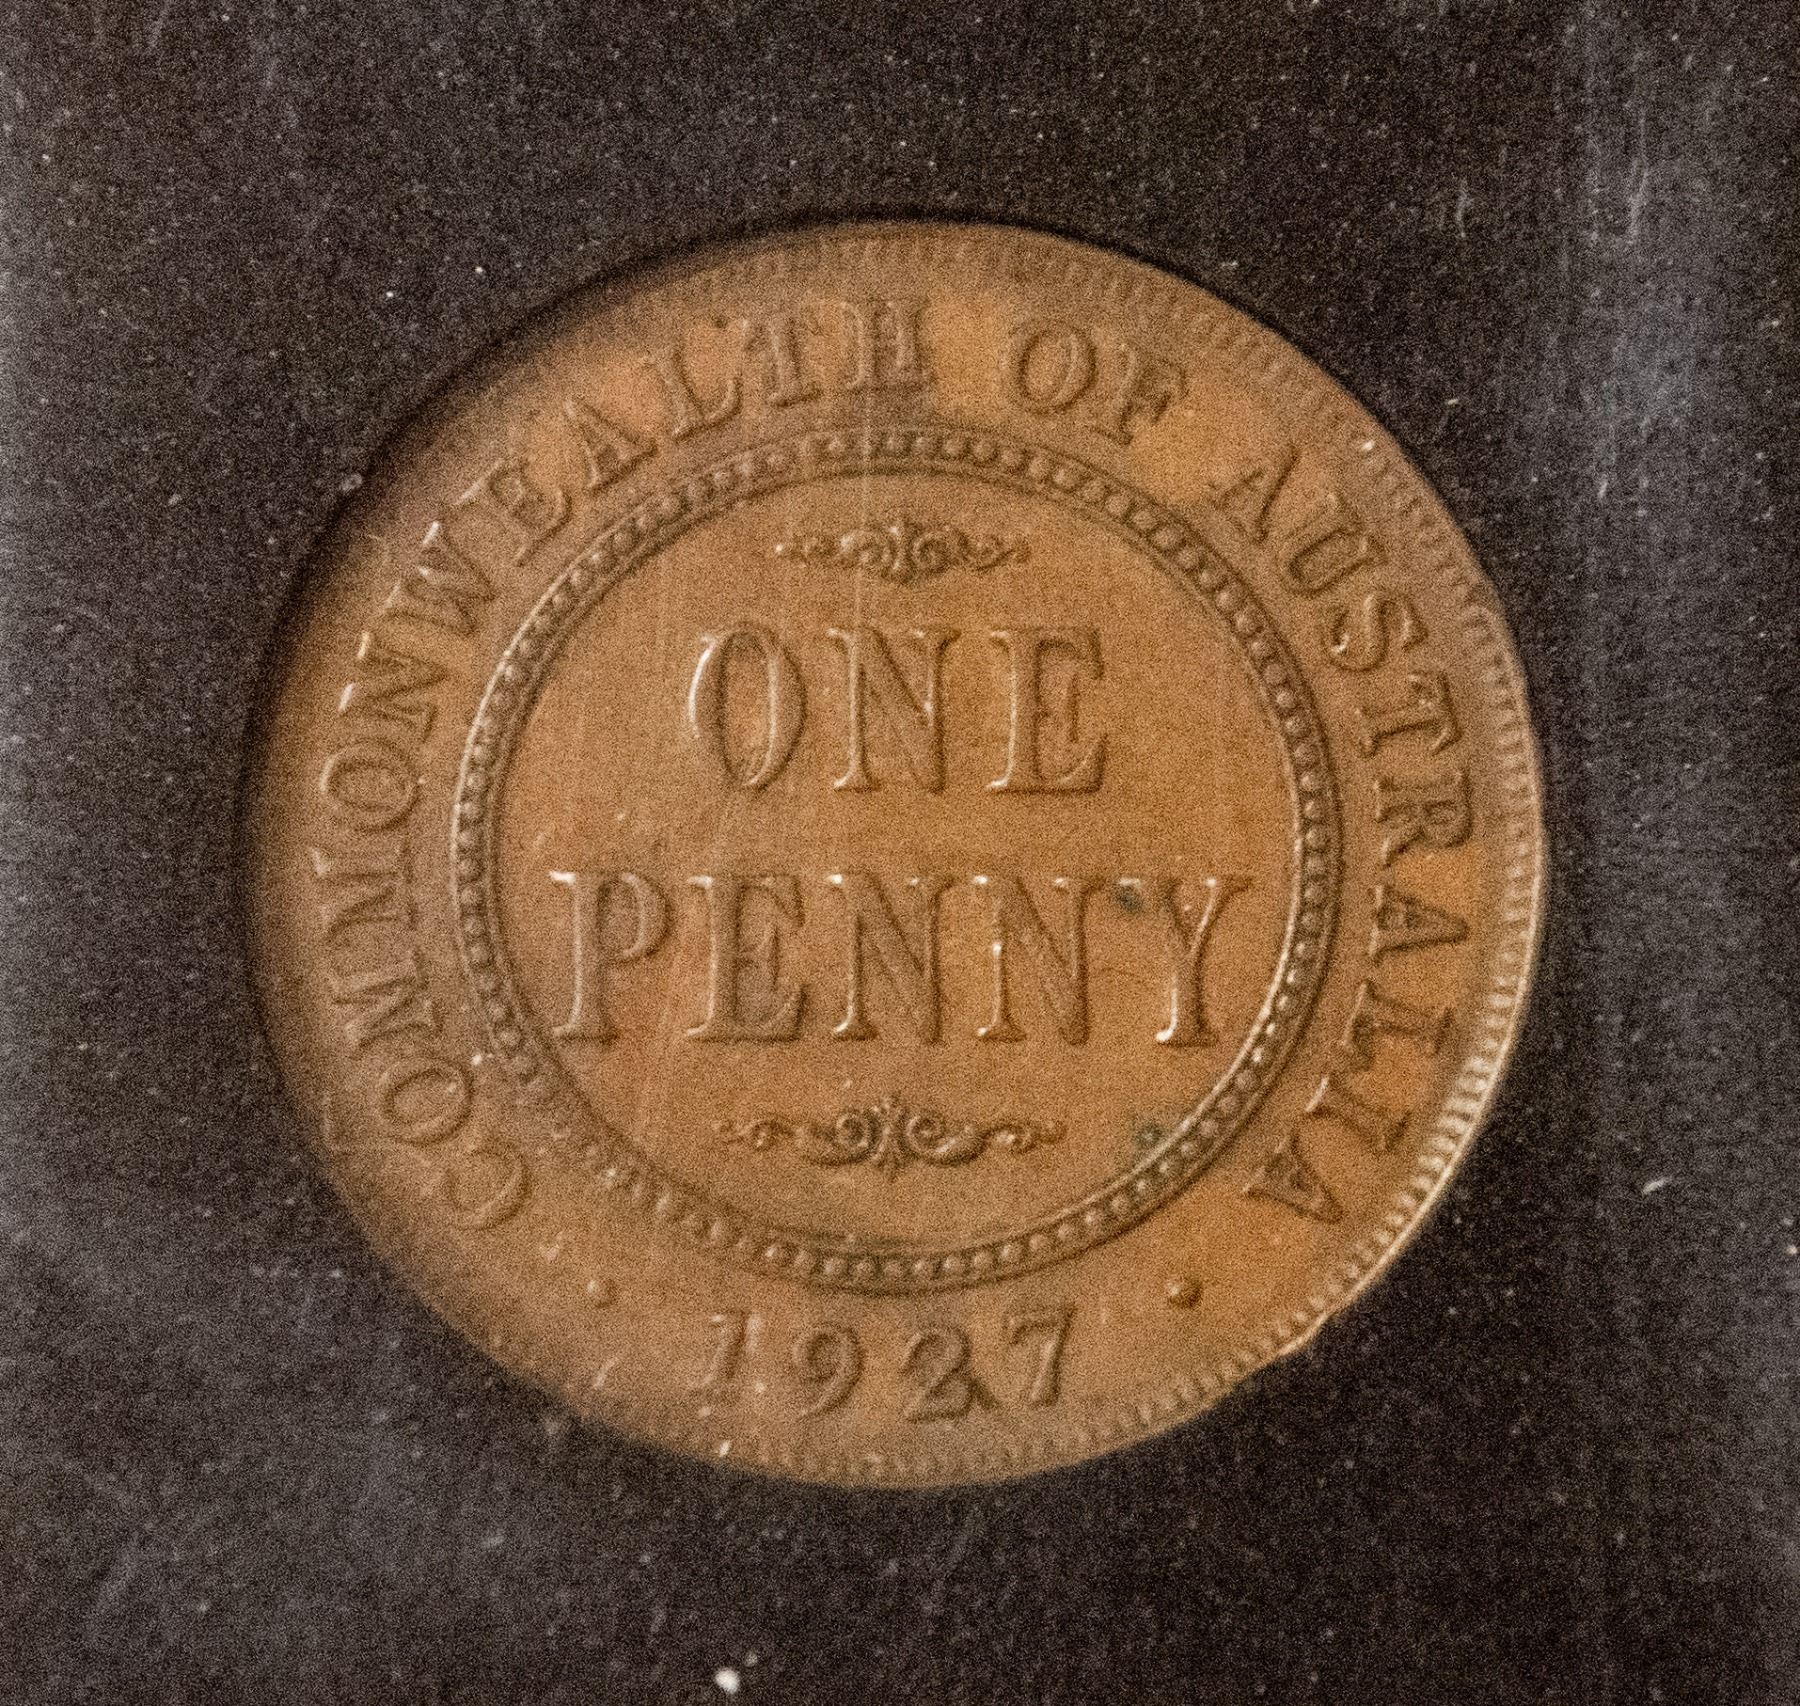 COMMONWEALTH OF AUSTRALIA
ONE
PENNY
1927